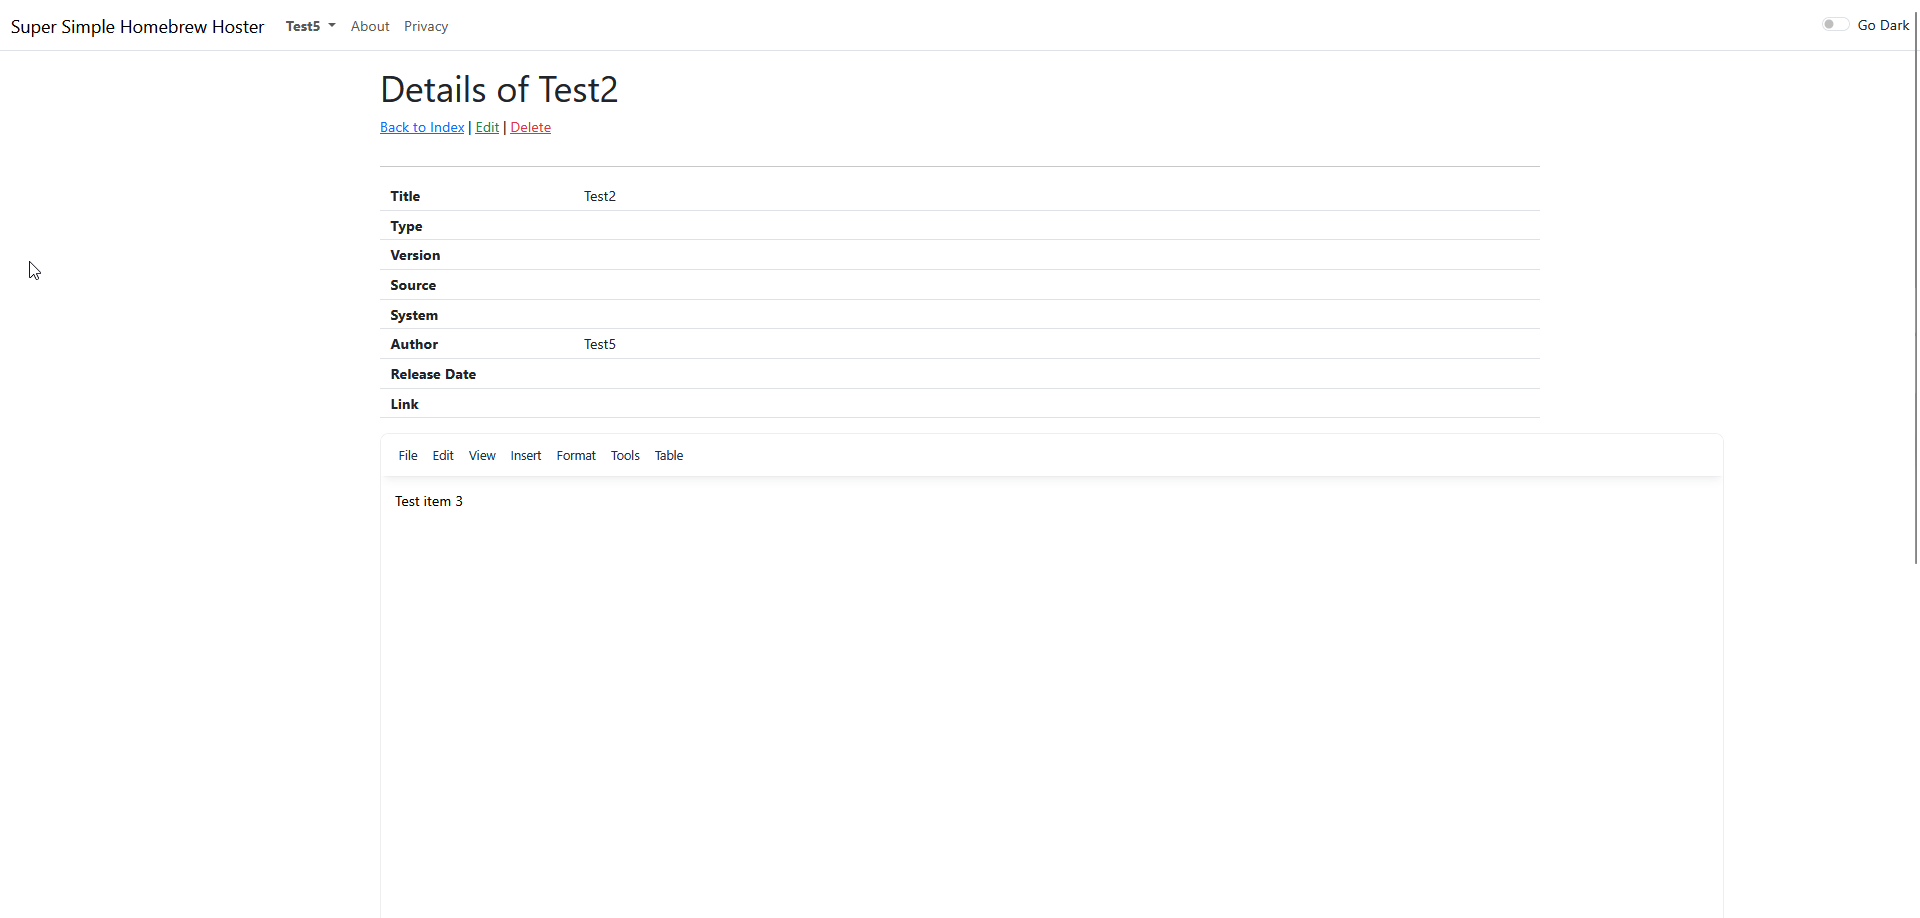 Super Simple Homebrew Hoster Test5 About Privacy Go Dark
Details of Test2
Back to Index | Edit | Delete
Title Test2
Type
Version
Source
System
Author Test5
Release Date
Link
File Edit View Insert Format Tools Table
Test item 3